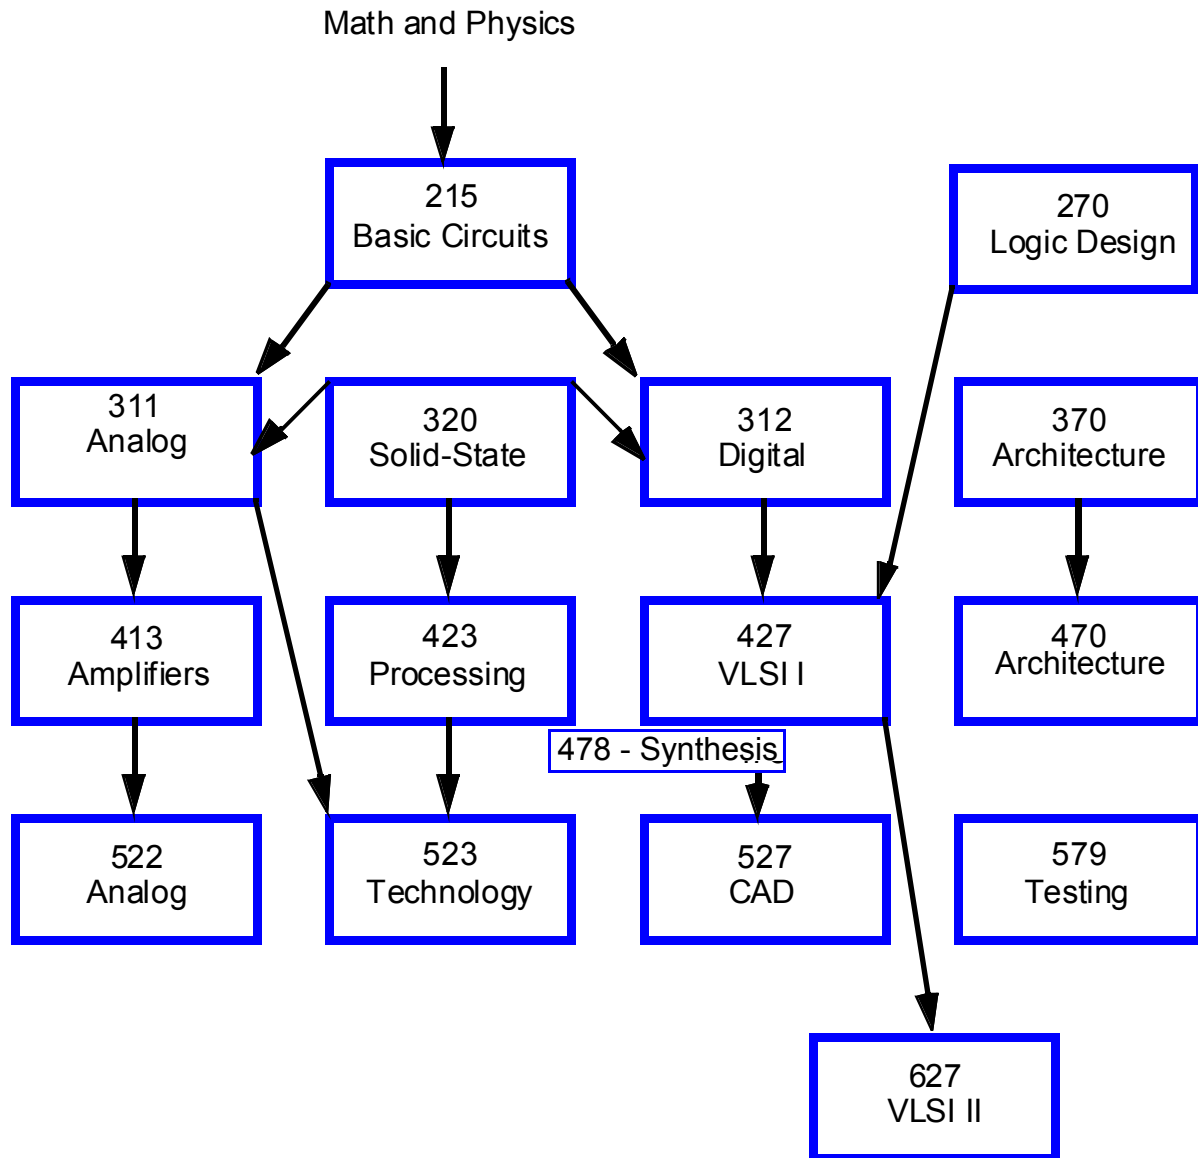 Math and Physics
215
Basic Circuits
270
Logic Design
311
Analog
320
Solid-State
312
Digital
370
Architecture
413
Amplifiers
423
Processing
427
VLSI I
470
Architecture
478 - Synthesis
522
Analog
523
Technology
527
CAD
579
Testing
627
VLSI II